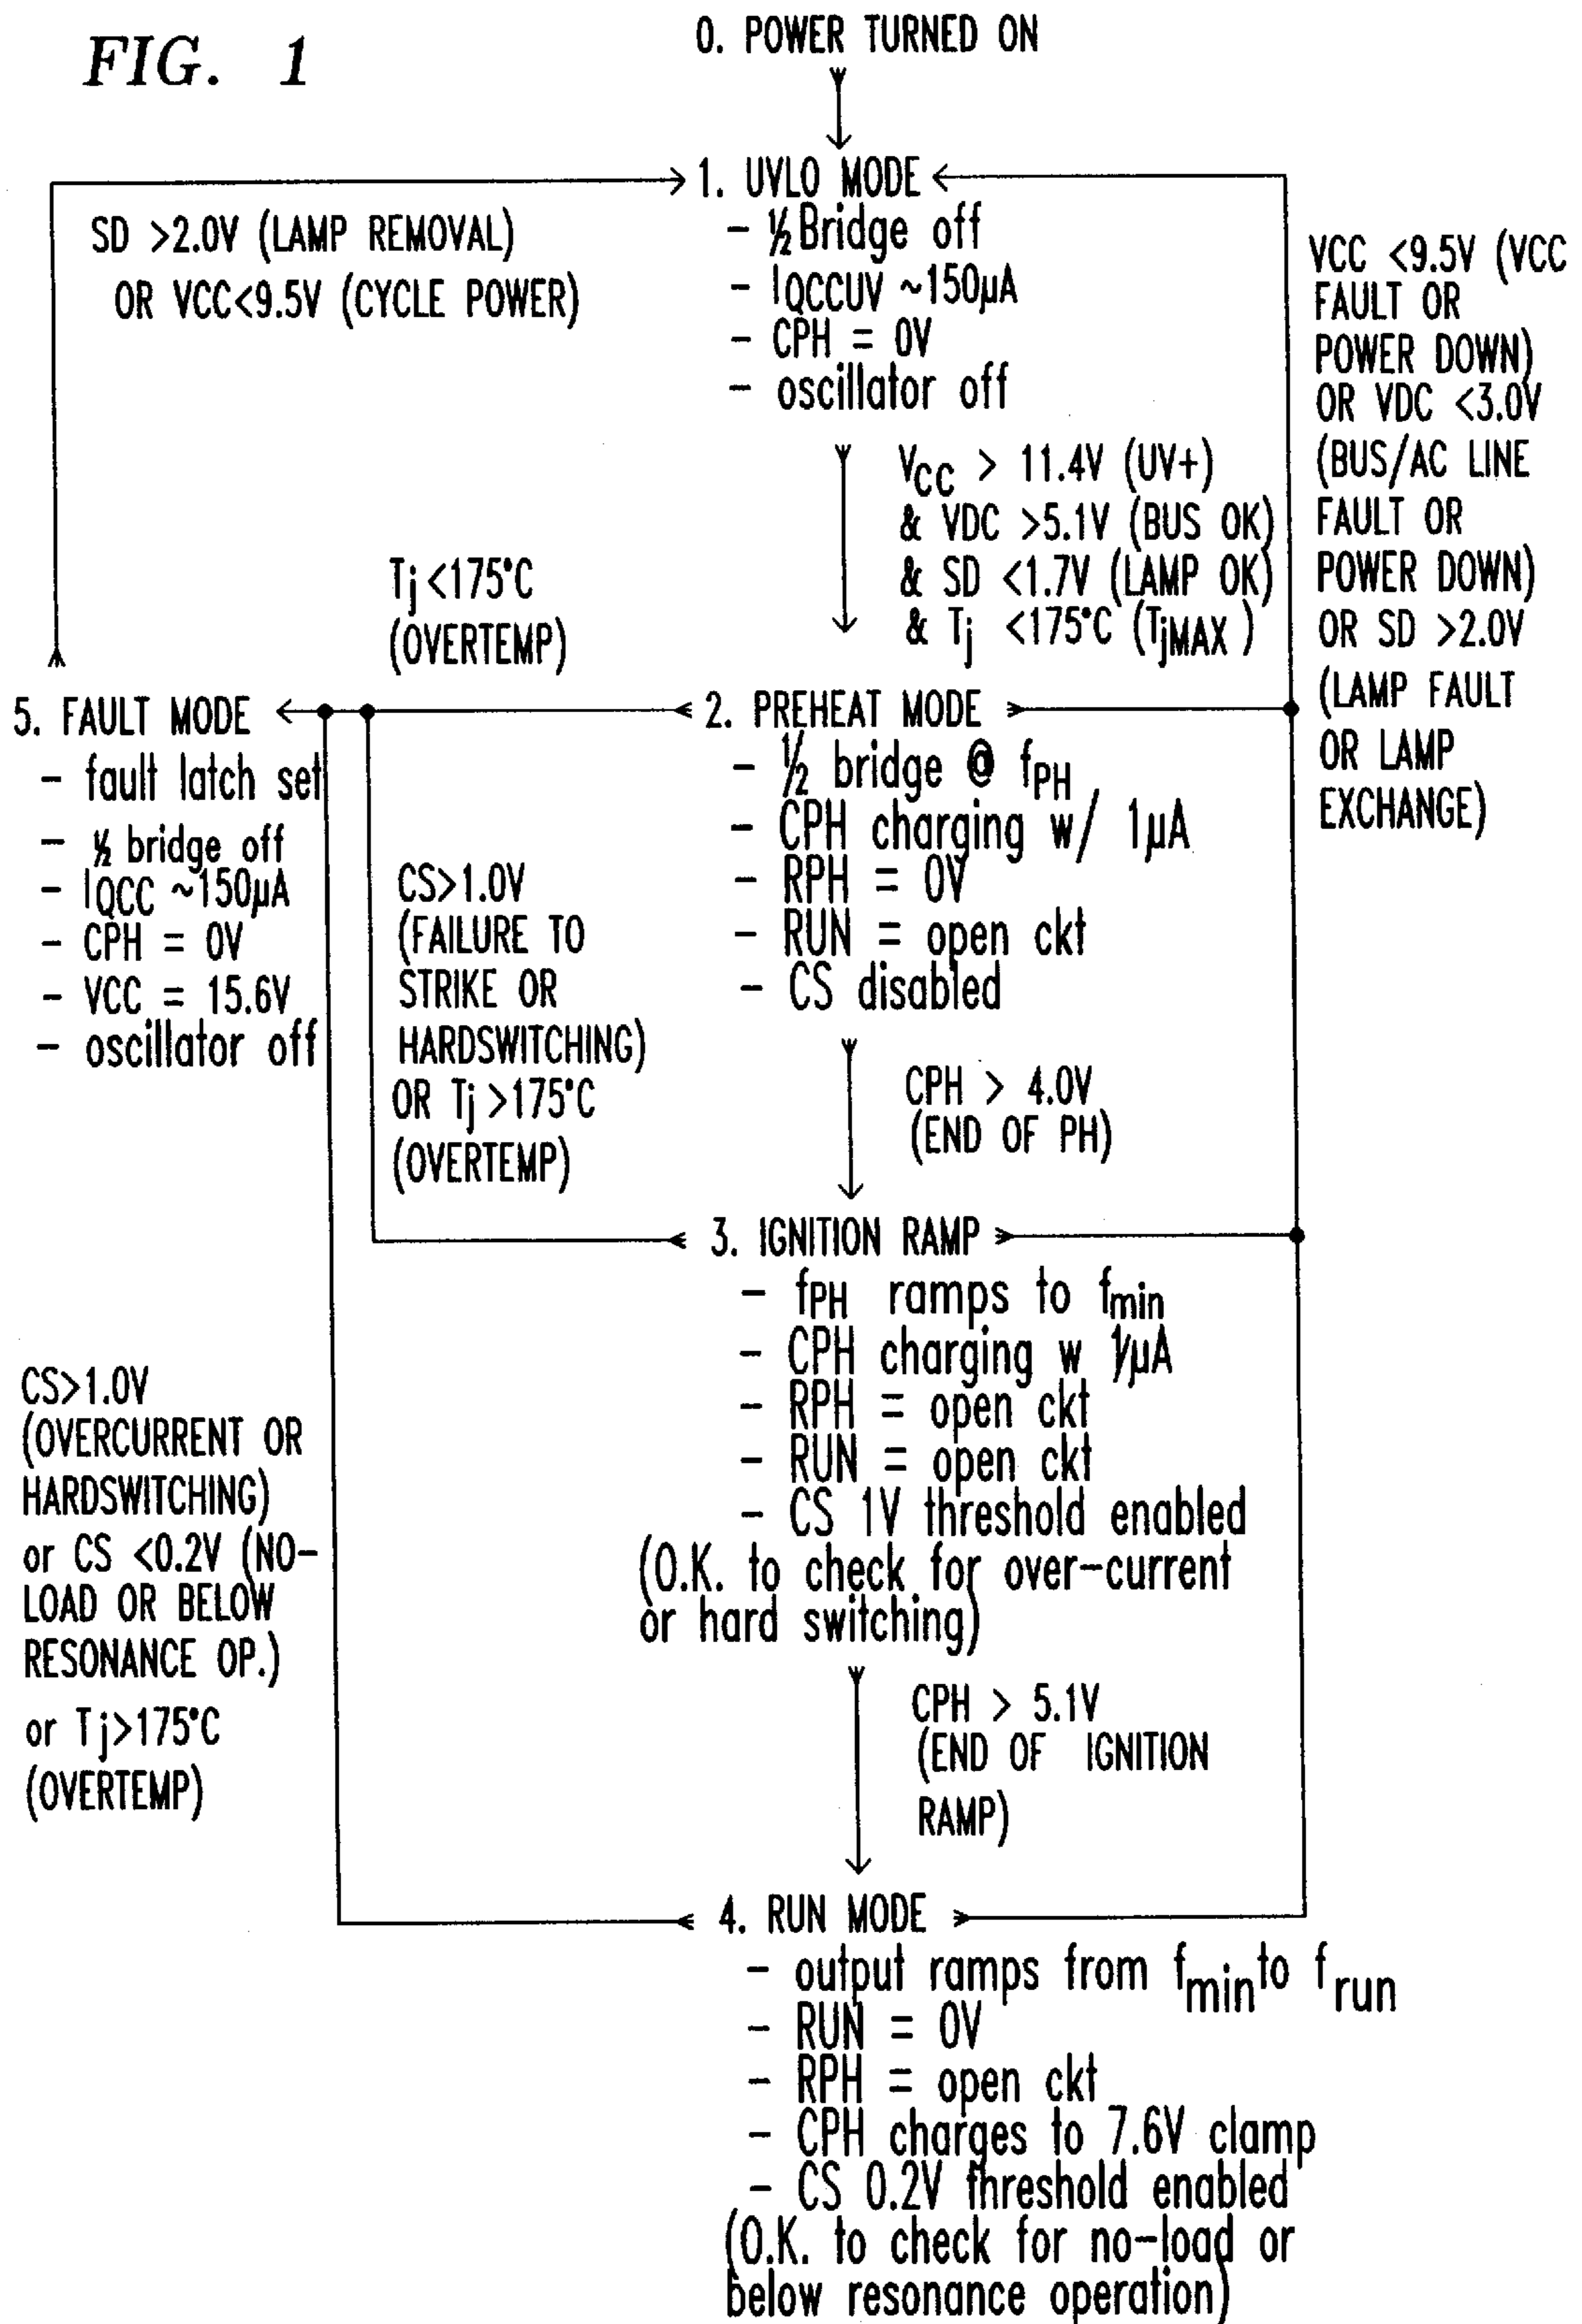 FIG. 1
0. POWER TURNED ON
1. UVLO MODE
- ½ Bridge off
- IQCCUV ~150µA
- CPH = 0V
- oscillator off
SD >2.0V (LAMP REMOVAL)
OR VCC<9.5V (CYCLE POWER)
VCC <9.5V (VCC
FAULT OR
POWER DOWN)
OR VDC <3.0V
(BUS/AC LINE
FAULT OR
POWER DOWN)
OR SD >2.0V
(LAMP FAULT
OR LAMP
EXCHANGE)
VCC > 11.4V (UV+)
& VDC >5.1V (BUS OK)
& SD <1.7V (LAMP OK)
& Tj <175°C (TjMAX )
Tj <175°C
(OVERTEMP)
5. FAULT MODE
- fault latch set
- ½ bridge off
- IQCC ~150µA
- CPH = 0V
- VCC = 15.6V
- oscillator off
2. PREHEAT MODE
- ½ bridge @ fPH
- CPH charging w/ 1µA
- RPH = 0V
- RUN = open ckt
- CS disabled
CS>1.0V
(FAILURE TO
STRIKE OR
HARDSWITCHING)
OR Tj >175°C
(OVERTEMP)
CPH > 4.0V
(END OF PH)
3. IGNITION RAMP
- fPH ramps to fmin
- CPH charging w 1/µA
- RPH = open ckt
- RUN = open ckt
- CS 1V threshold enabled
(O.K. to check for over-current
or hard switching)
CS>1.0V
(OVERCURRENT OR
HARDSWITCHING)
or CS <0.2V (NO-
LOAD OR BELOW
RESONANCE OP.)
or Tj>175°C
(OVERTEMP)
CPH > 5.1V
(END OF IGNITION
RAMP)
4. RUN MODE
- output ramps from fmin to frun
- RUN = 0V
- RPH = open ckt
- CPH charges to 7.6V clamp
- CS 0.2V threshold enabled
(O.K. to check for no-load or
below resonance operation)